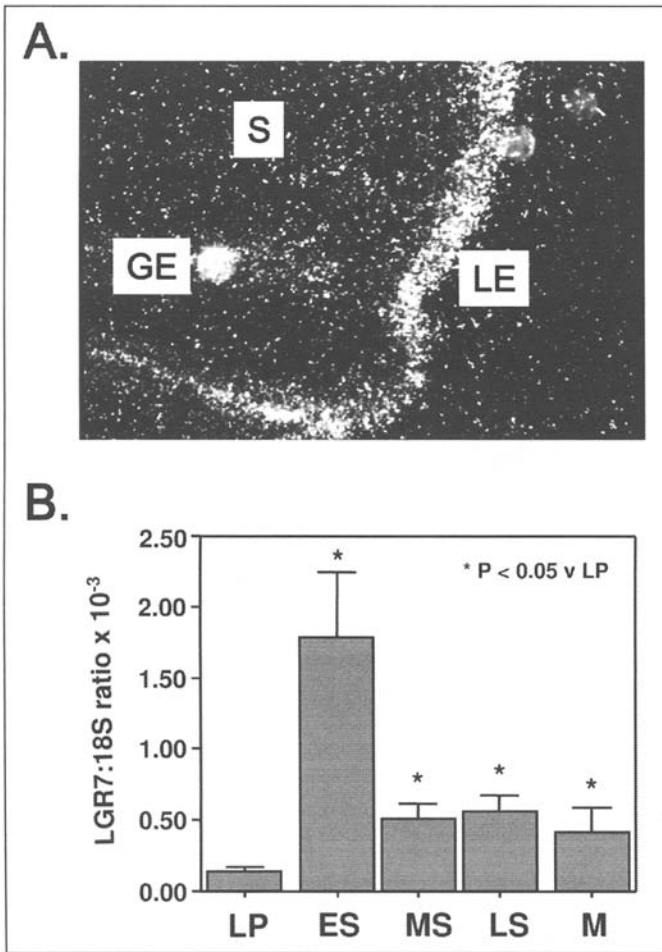 A.
S
GE
LE
B.
LGR7:18S ratio x 10⁻³
2.50
2.00
1.50
1.00
0.50
0.00
* P < 0.05 v LP
*
*
*
*
LP ES MS LS M